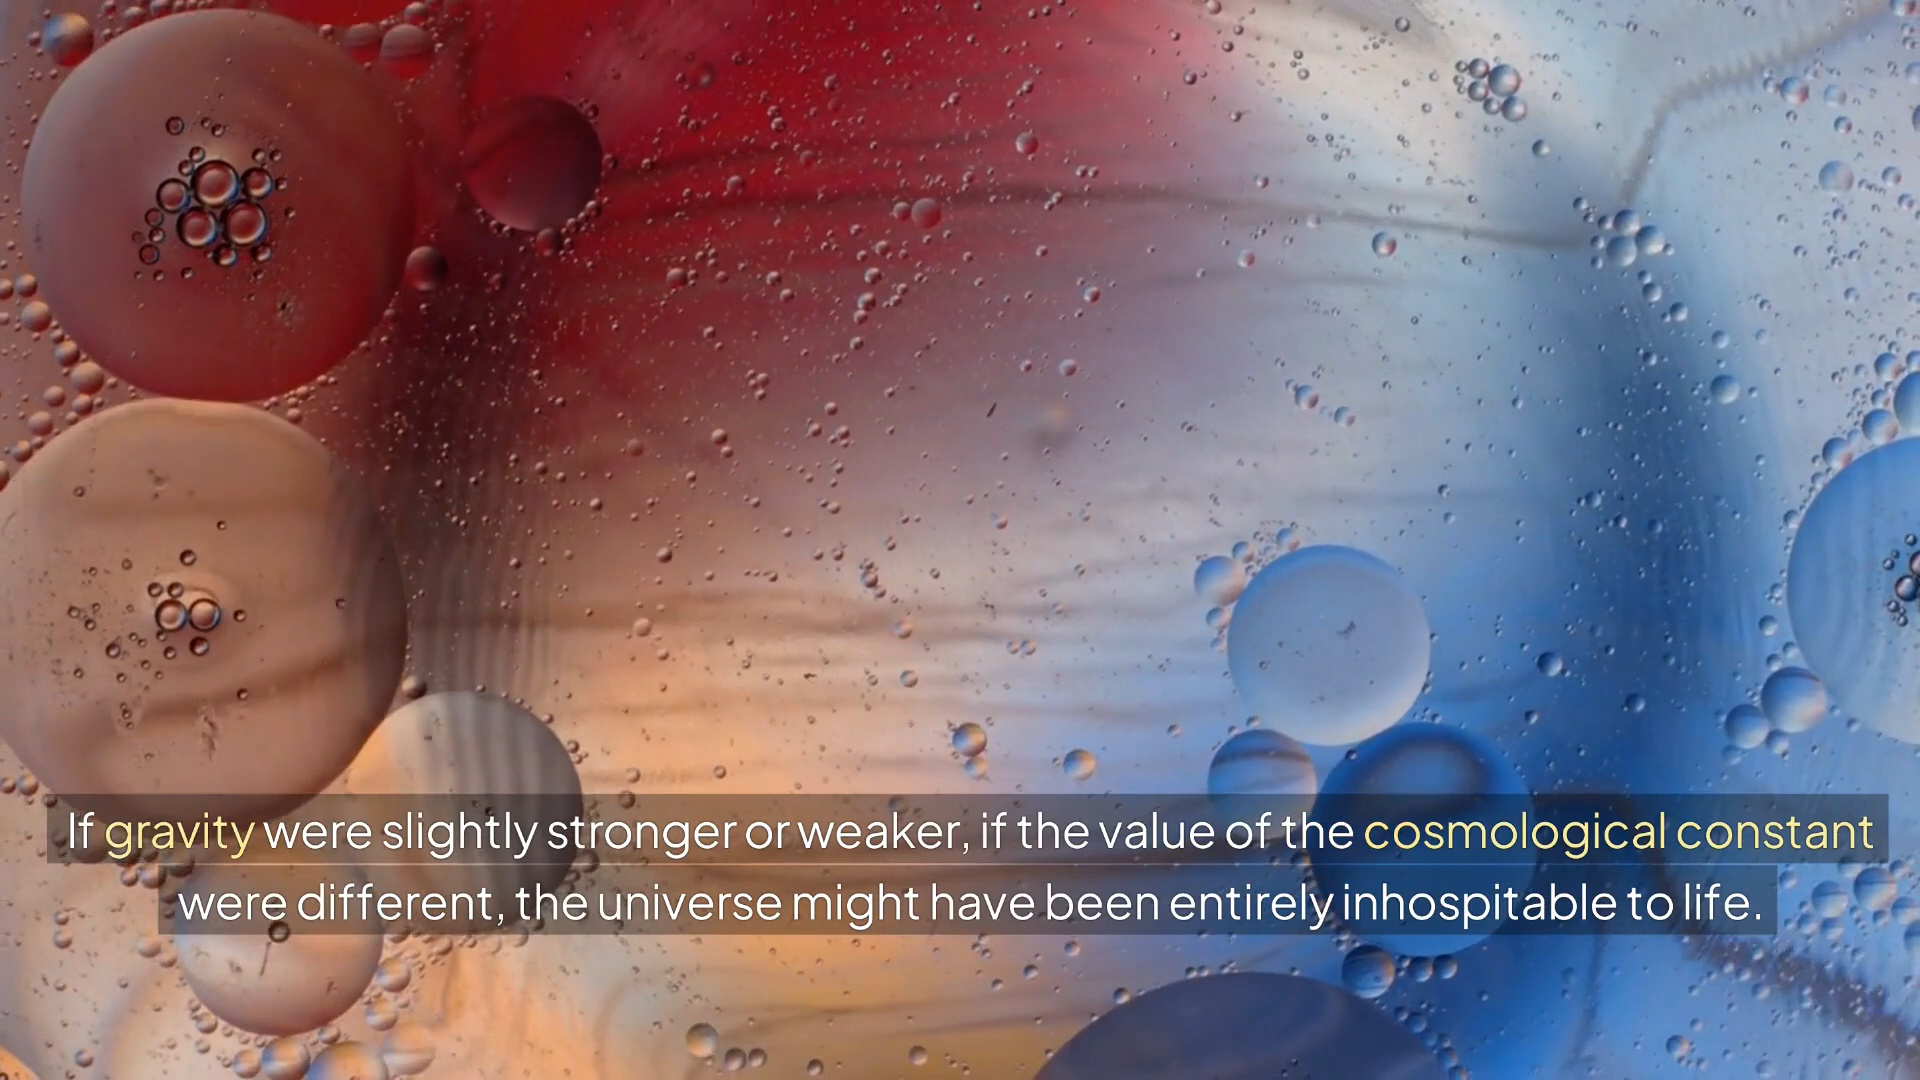 If gravity were slightly stronger or weaker, if the value of the cosmological constant
were different, the universe might have been entirely inhospitable to life.